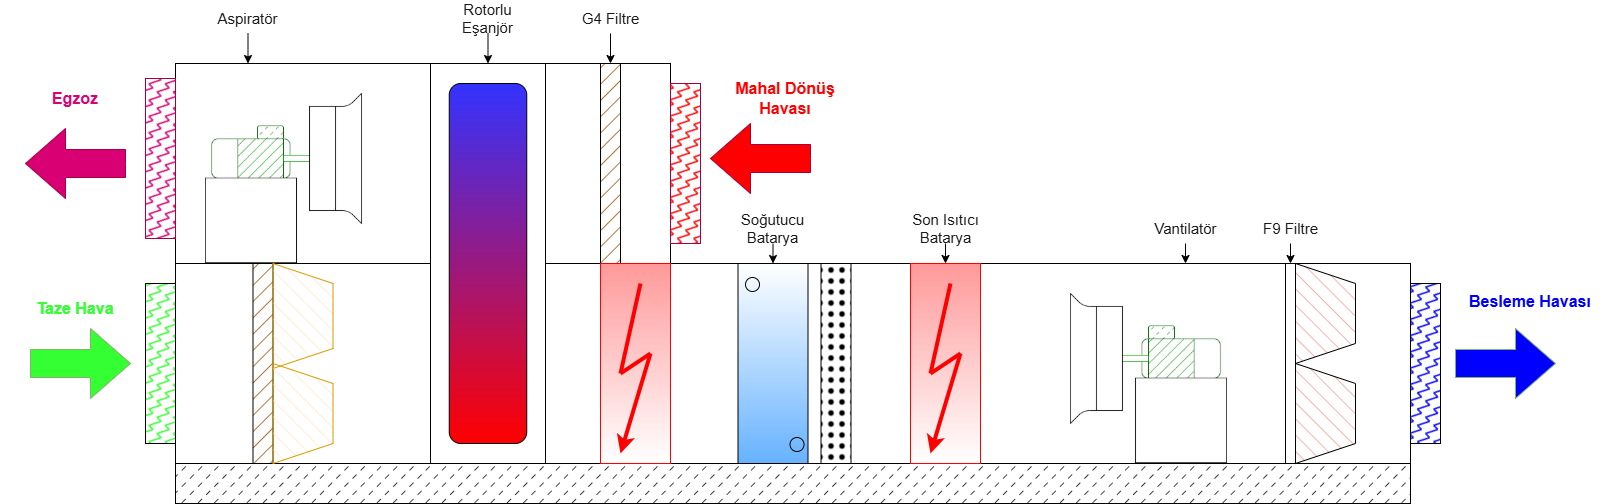 Aspiratör
Rotorlu
Eşanjör
G4 Filtre
Egzoz
Mahal Dönüş
Havası
Soğutucu
Batarya
Son Isıtıcı
Batarya
Vantilatör
F9 Filtre
Taze Hava
Besleme Havası